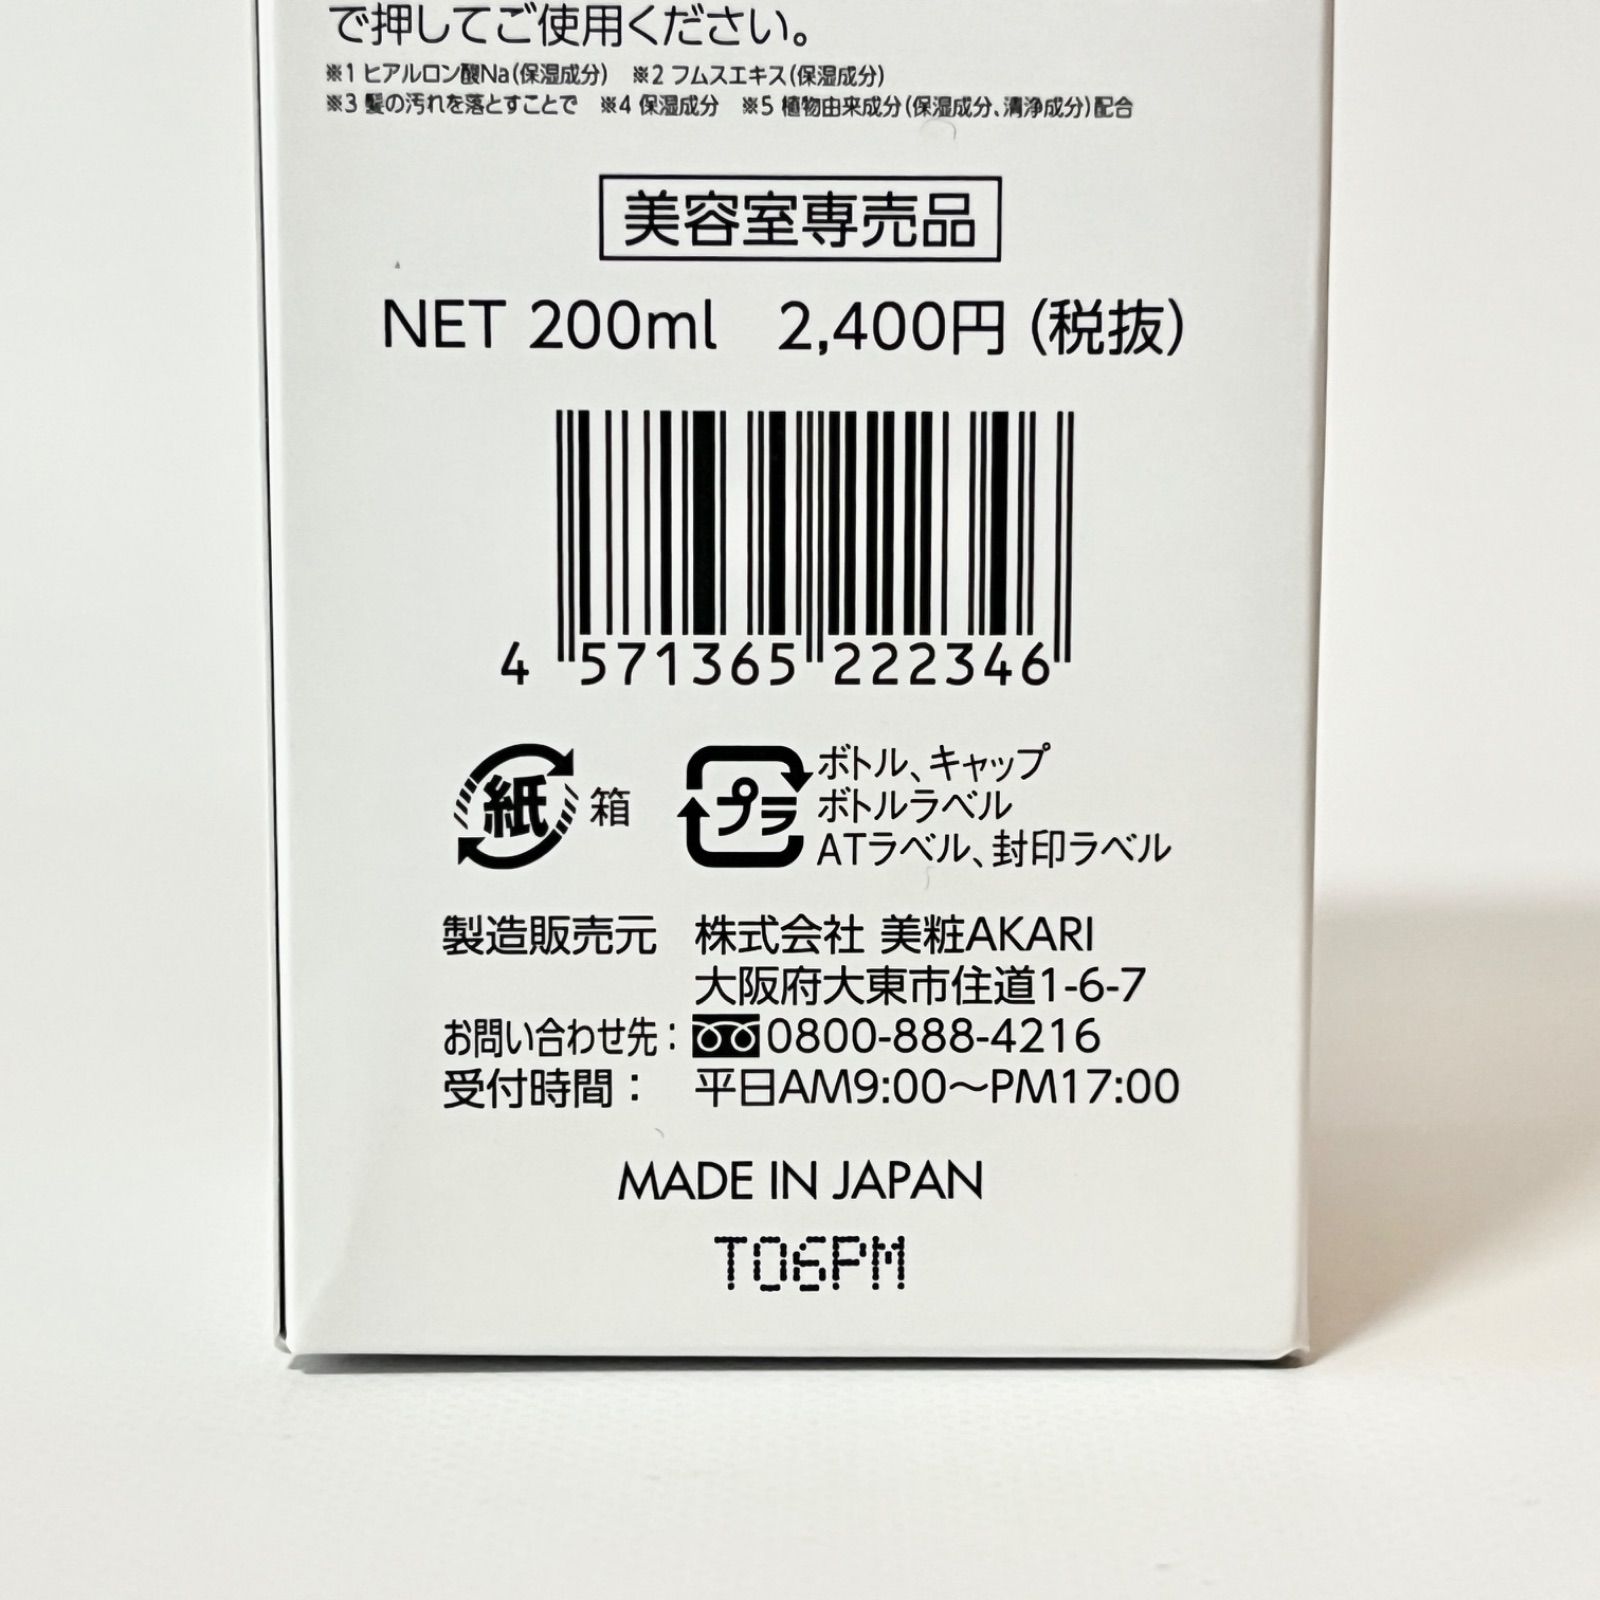 で押してご使用ください。
※1 ヒアルロン酸Na(保湿成分) ※2 フムスエキス(保湿成分)
※3 髪の汚れを落とすことで ※4 保湿成分 ※5 植物由来成分(保湿成分、清浄成分)配合
美容室専売品
NET 200ml 2,400円(税抜)
4 571365 222346
紙 箱 プラ ボトル、キャップ
ボトルラベル
ATラベル、封印ラベル
製造販売元 株式会社 美粧AKARI
大阪府大東市住道1-6-7
お問い合わせ先: 0800-888-4216
受付時間: 平日AM9:00～PM17:00
MADE IN JAPAN
T06PM